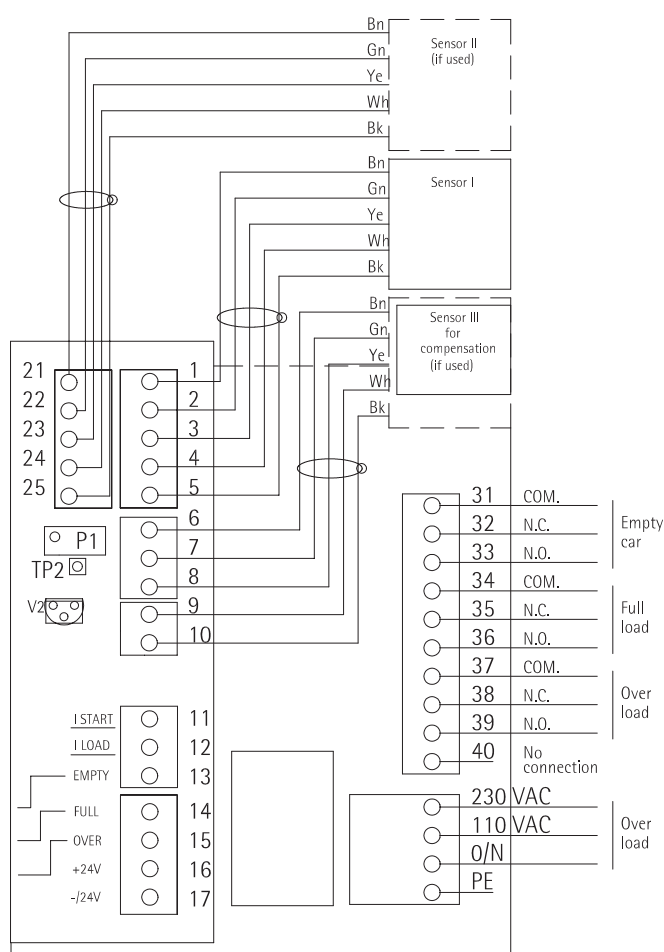 Bn
Gn
Ye
Wh
Bk
Sensor II
(if used)
Bn
Gn
Ye
Wh
Bk
Sensor I
Bn
Gn
Ye
Wh
Bk
Sensor III
for
compensation
(if used)
21
22
23
24
25
1
2
3
4
5
6
7
8
9
10
P1
TP2
V2
I START
I LOAD
EMPTY
FULL
OVER
+24V
-/24V
11
12
13
14
15
16
17
31 COM.
32 N.C.
33 N.O.
34 COM.
35 N.C.
36 N.O.
37 COM.
38 N.C.
39 N.O.
40 No
connection
Empty
car
Full
load
Over
load
230 VAC
110 VAC
0/N
PE
Over
load